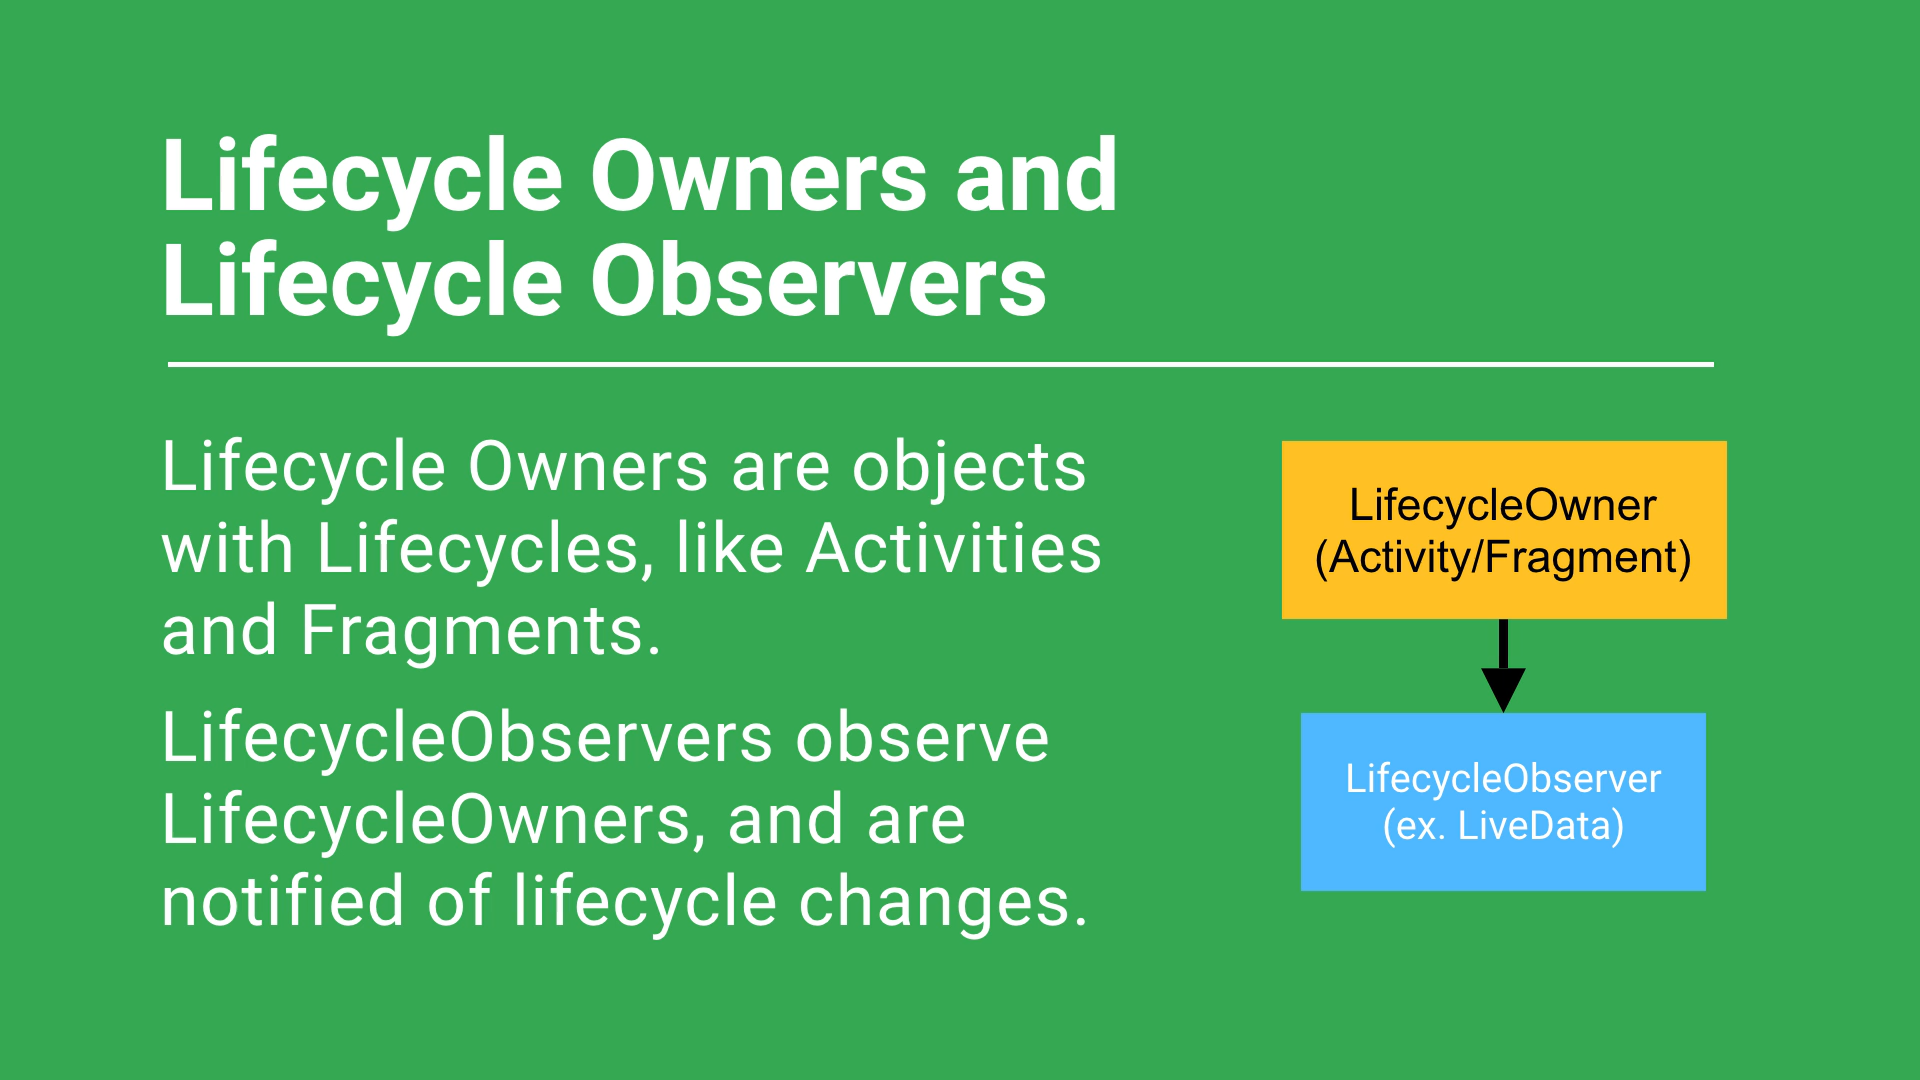 Lifecycle Owners and
Lifecycle Observers
Lifecycle Owners are objects
with Lifecycles, like Activities
and Fragments.
LifecycleObservers observe
LifecycleOwners, and are
notified of lifecycle changes.
LifecycleOwner
(Activity/Fragment)
LifecycleObserver
(ex. LiveData)